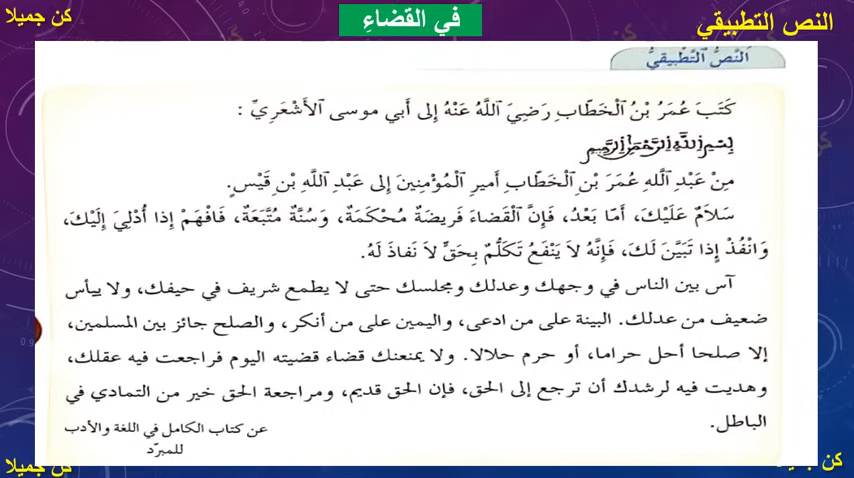 كن جميلا
في القضاءِ
النص التطبيقي
النَّصُّ التَّطْبِيقِيُّ
كَتَبَ عُمَرُ بْنُ الْخَطّابِ رَضِيَ اللَّهُ عَنْهُ إِلى أَبي موسى الأَشْعَرِيِّ :
بِسْمِ اللَّهِ الرَّحْمَنِ الرَّحِيمِ
مِنْ عَبْدِ اللَّهِ عُمَرَ بْنِ الْخَطّابِ أَميرِ الْمُؤْمِنينَ إِلى عَبْدِ اللَّهِ بْنِ قَيْسٍ.
سَلاَمٌ عَلَيْكَ، أَمّا بَعْدُ، فَإِنَّ الْقَضاءَ فَريضَةٌ مُحْكَمَةٌ، وَسُنَّةٌ مُتَّبَعَةٌ، فَافْهَمْ إِذا أُدْلِيَ إِلَيْكَ،
وَانْفُذْ إِذا تَبَيَّنَ لَكَ، فَإِنَّهُ لاَ يَنْفَعُ تَكَلُّمٌ بِحَقٍّ لاَ نَفاذَ لَهُ.
آس بين الناس في وجهك وعدلك ومجلسك حتى لا يطمع شريف في حيفك، ولا ييأس
ضعيف من عدلك. البينة على من ادعى، واليمين على من أنكر، والصلح جائز بين المسلمين،
إلا صلحا أحل حراما، أو حرم حلالا. ولا يمنعنك قضاء قضيته اليوم فراجعت فيه عقلك،
وهديت فيه لرشدك أن ترجع إلى الحق، فإن الحق قديم، ومراجعة الحق خير من التمادي في
الباطل.
عن كتاب الكامل في اللغة والأدب
للمبرّد
كن جميلا
كن جميلا